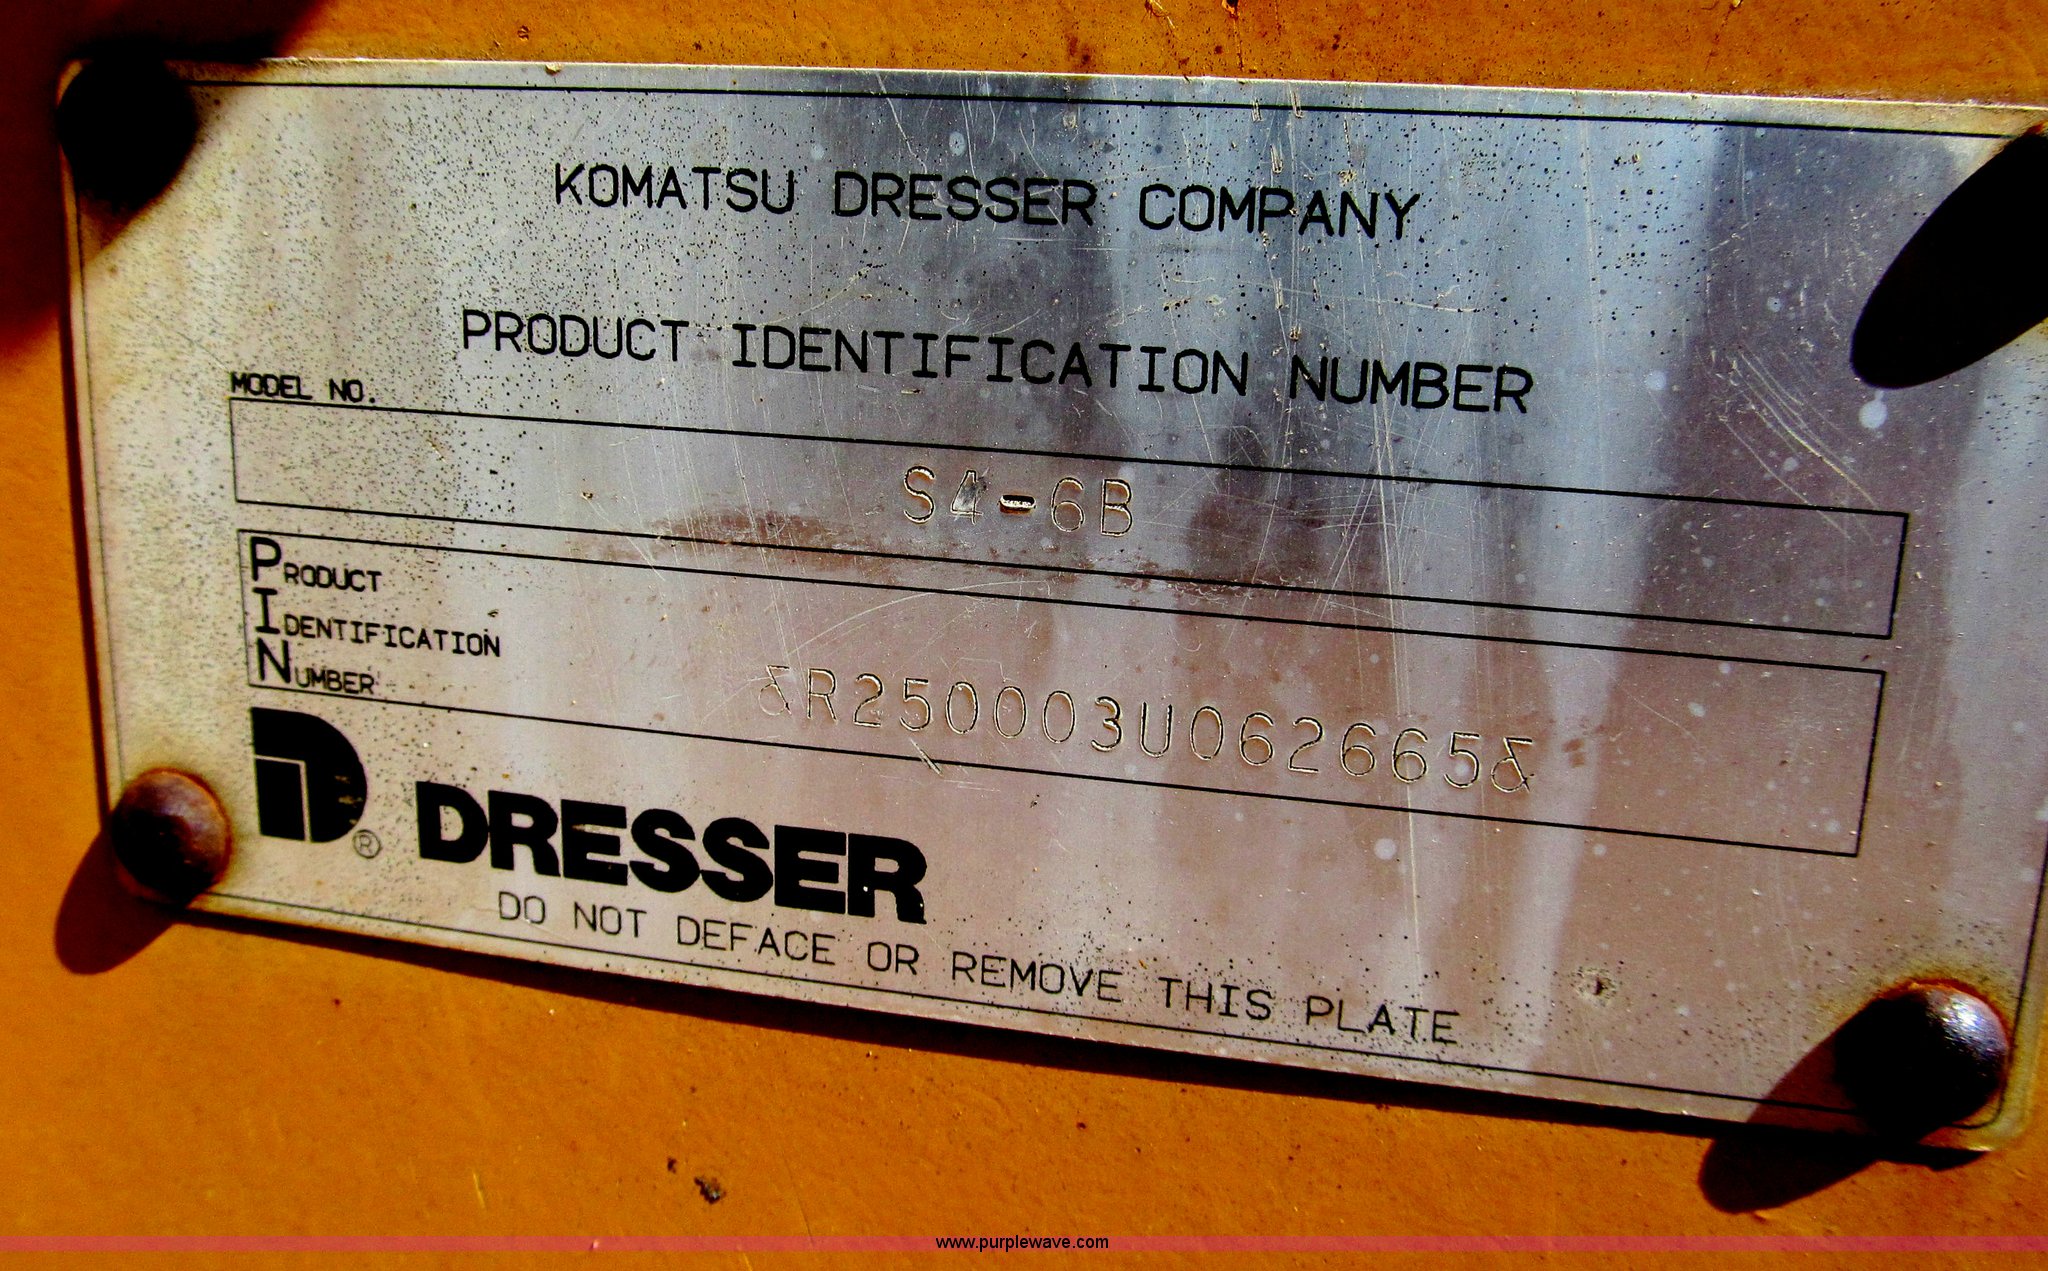 KOMATSU DRESSER COMPANY
PRODUCT IDENTIFICATION NUMBER
MODEL NO.
S4-6B
PRODUCT
IDENTIFICATION
NUMBER
&R250003U062665&
D®
DRESSER
DO NOT DEFACE OR REMOVE THIS PLATE
www.purplewave.com